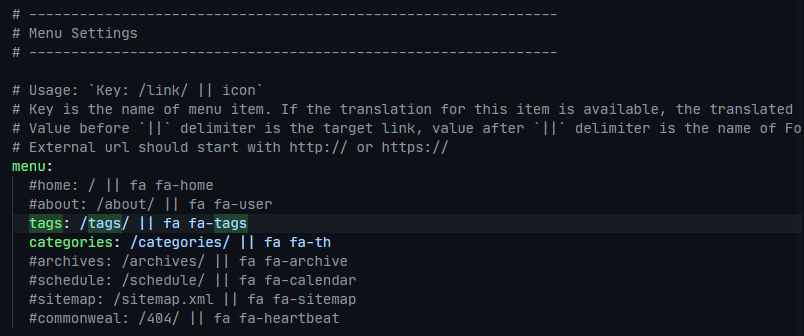 # ---------------------------------------------------------------
# Menu Settings
# ---------------------------------------------------------------
# Usage: `Key: /link/ || icon`
# Key is the name of menu item. If the translation for this item is available, the translated
# Value before `||` delimiter is the target link, value after `||` delimiter is the name of Fo
# External url should start with http:// or https://
menu:
#home: / || fa fa-home
#about: /about/ || fa fa-user
tags: /tags/ || fa fa-tags
categories: /categories/ || fa fa-th
#archives: /archives/ || fa fa-archive
#schedule: /schedule/ || fa fa-calendar
#sitemap: /sitemap.xml || fa fa-sitemap
#commonweal: /404/ || fa fa-heartbeat